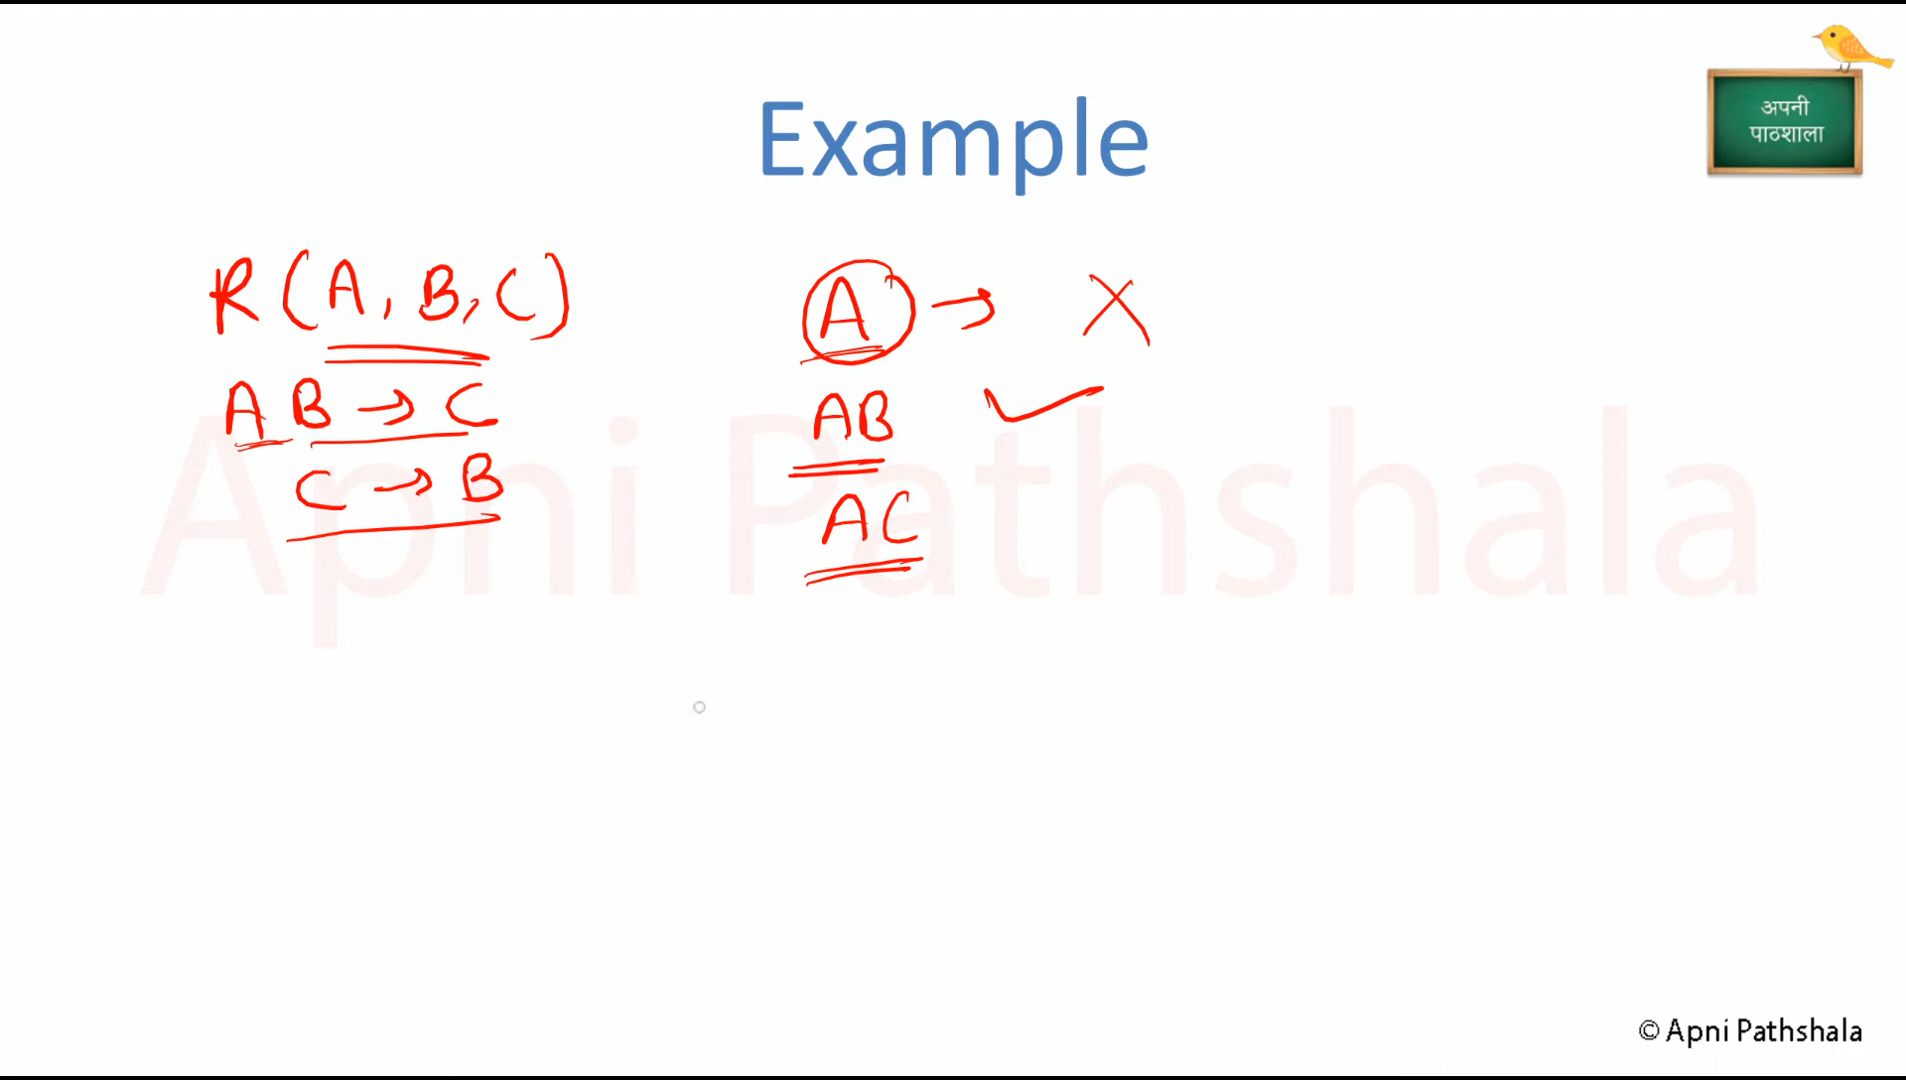 Example
अपनी
पाठशाला
R(A, B, C)
AB → C
C → B
A → X
AB ✓
AC
Apni Pathshala
© Apni Pathshala